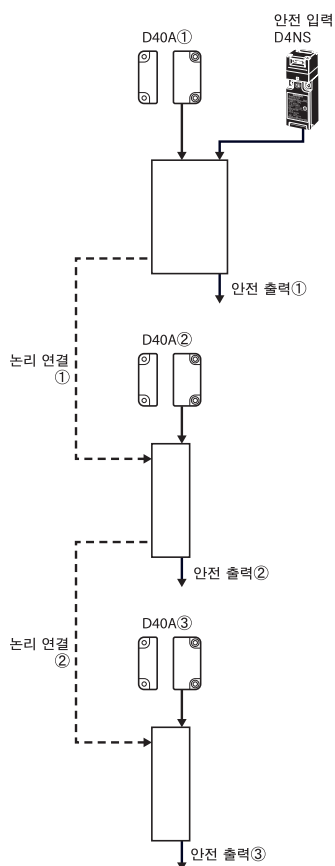 안전 입력
D4NS
D40A①
안전 출력①
논리 연결
①
D40A②
안전 출력②
논리 연결
②
D40A③
안전 출력③